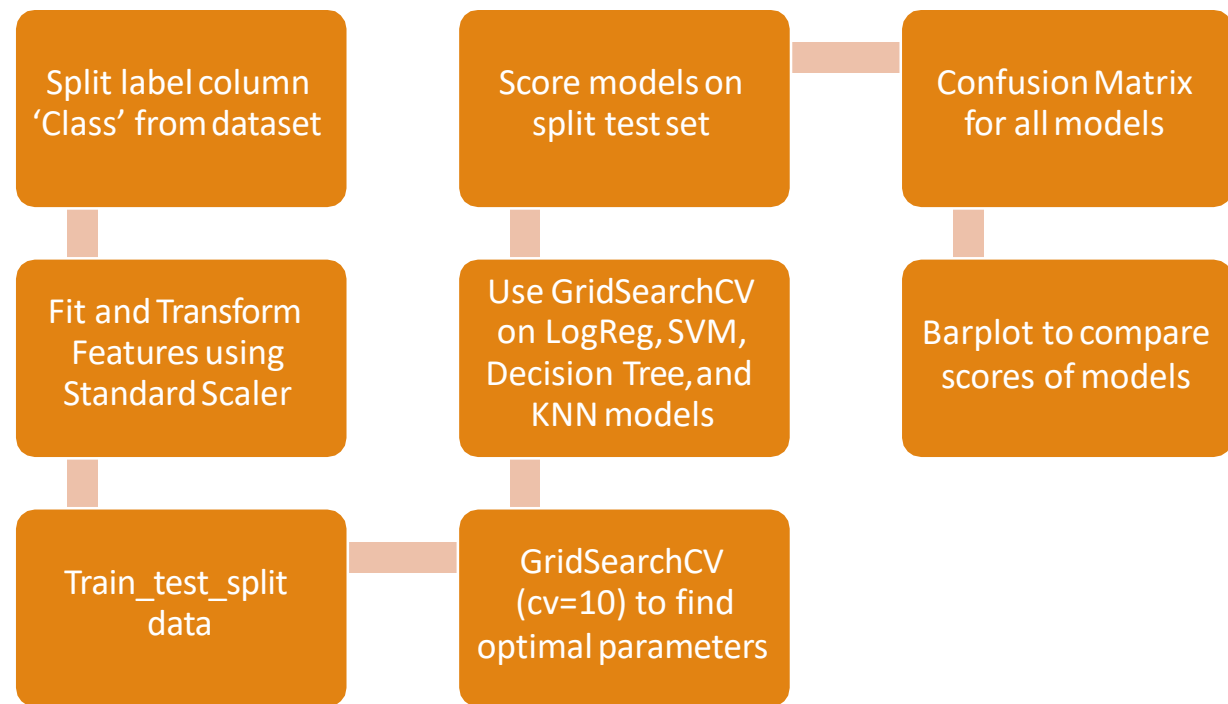 Split label column
‘Class’ from dataset
Fit and Transform
Features using
Standard Scaler
Train_test_split
data
GridSearchCV
(cv=10) to find
optimal parameters
Use GridSearchCV
on LogReg, SVM,
Decision Tree, and
KNN models
Score models on
split test set
Confusion Matrix
for all models
Barplot to compare
scores of models